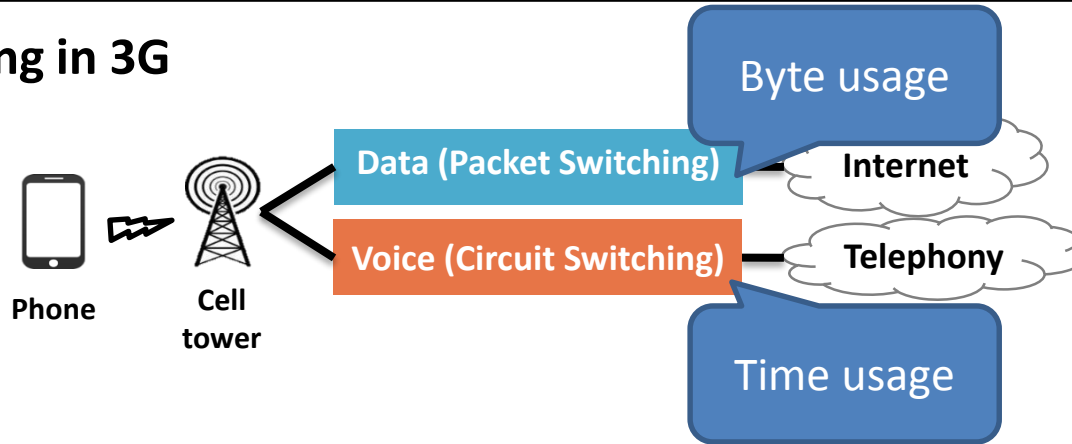 ng in 3G
Byte usage
Data (Packet Switching)
Internet
Voice (Circuit Switching)
Telephony
Phone
Cell
tower
Time usage